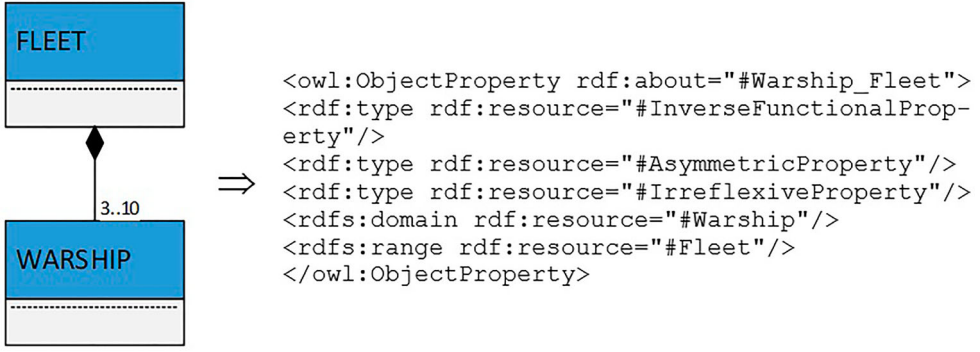 FLEET
3..10
WARSHIP
⇒
<owl:ObjectProperty rdf:about="#Warship_Fleet">
<rdf:type rdf:resource="#InverseFunctionalProp-
erty"/>
<rdf:type rdf:resource="#AsymmetricProperty"/>
<rdf:type rdf:resource="#IrreflexiveProperty"/>
<rdfs:domain rdf:resource="#Warship"/>
<rdfs:range rdf:resource="#Fleet"/>
</owl:ObjectProperty>